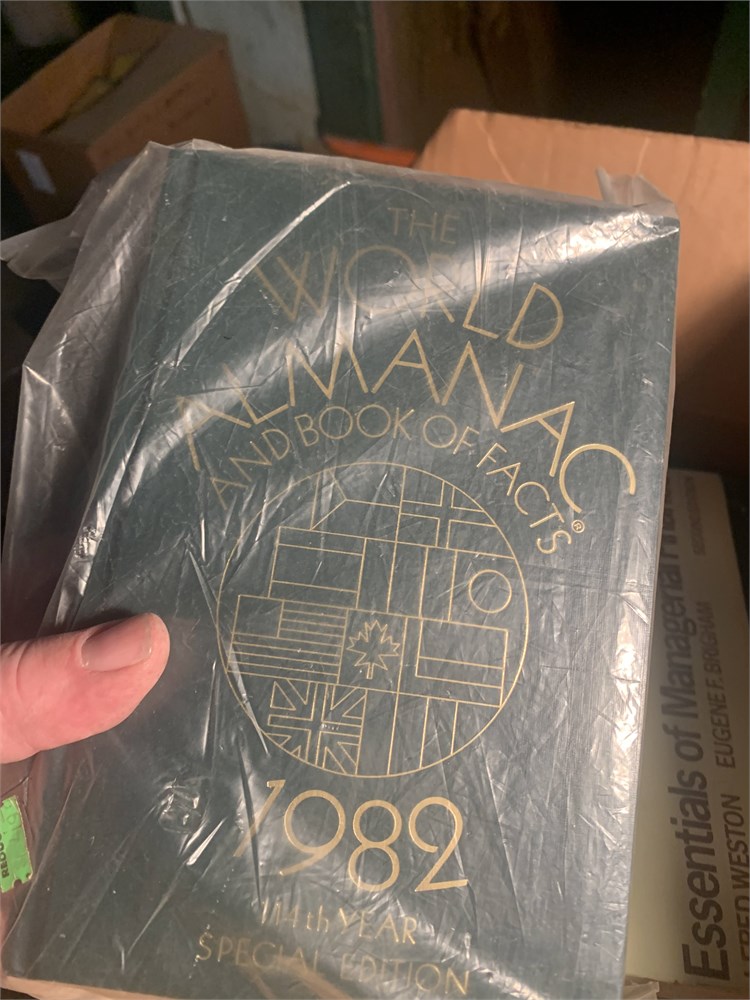 THE
WORLD
ALMANAC
AND BOOK OF FACTS®
1982
114th YEAR
SPECIAL EDITION
Essentials of Managerial
EUGENE F. BRIGHAM
FRED WESTON